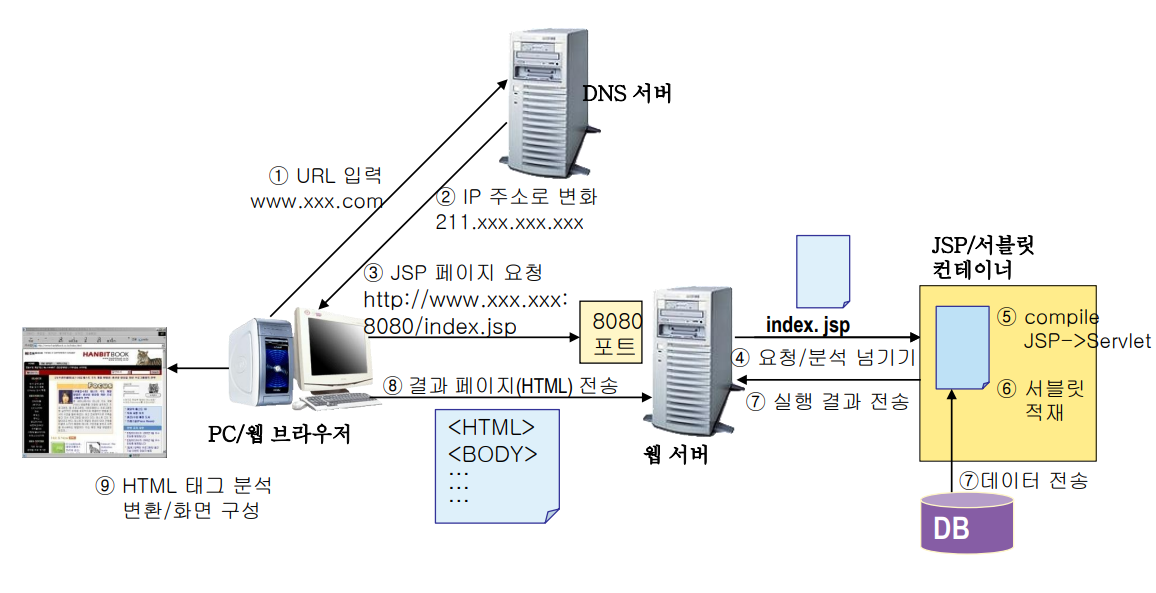 DNS 서버
① URL 입력
www.xxx.com
② IP 주소로 변화
211.xxx.xxx.xxx
③ JSP 페이지 요청
http://www.xxx.xxx:
8080/index.jsp
8080
포트
index. jsp
④ 요청/분석 넘기기
⑦ 실행 결과 전송
JSP/서블릿
컨테이너
⑤ compile
JSP->Servlet
⑥ 서블릿
적재
⑦데이터 전송
DB
웹 서버
⑧ 결과 페이지(HTML) 전송
<HTML>
<BODY>
...
...
...
PC/웹 브라우저
HANBITBOOK
Focus
⑨ HTML 태그 분석
변환/화면 구성